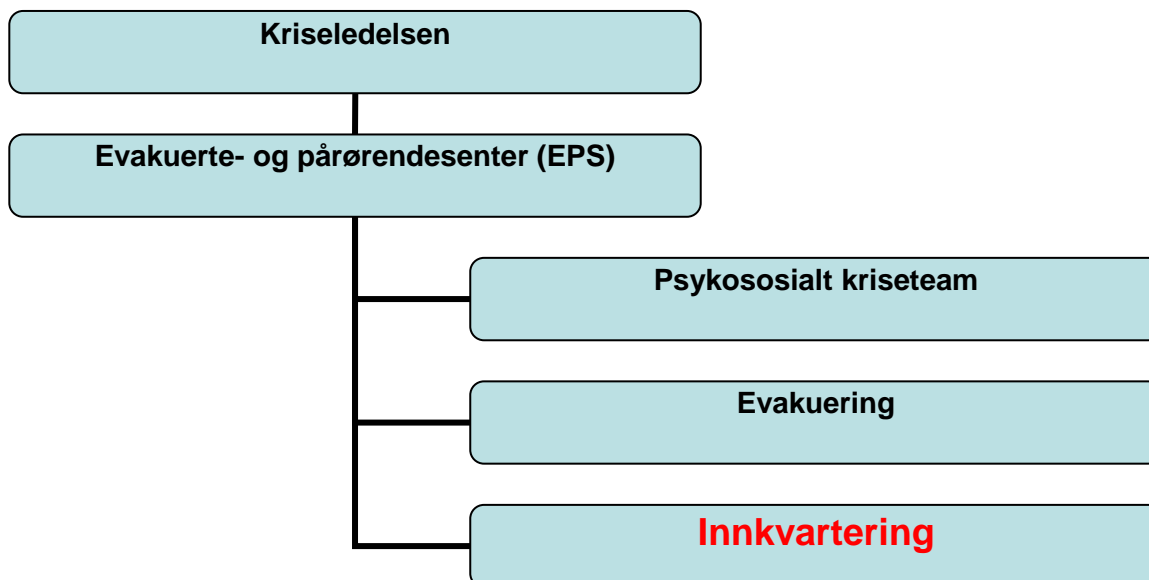 Kriseledelsen
Evakuerte- og pårørendesenter (EPS)
Psykososialt kriseteam
Evakuering
Innkvartering